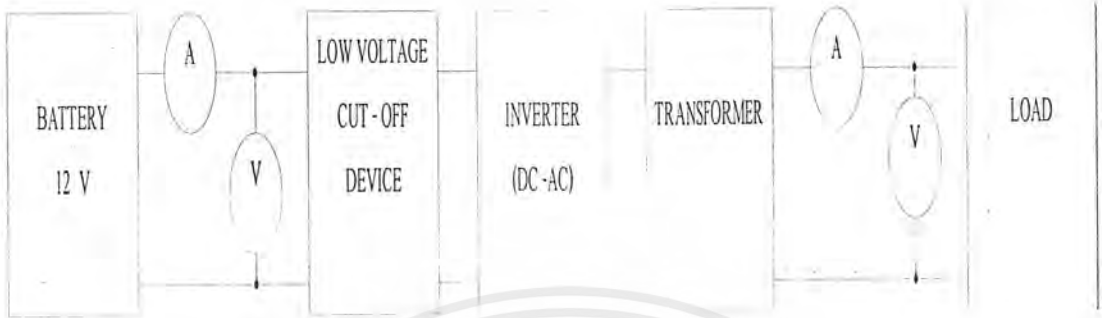 BATTERY
12 V
A
V
LOW VOLTAGE
CUT - OFF
DEVICE
INVERTER
(DC -AC)
TRANSFORMER
A
V
LOAD